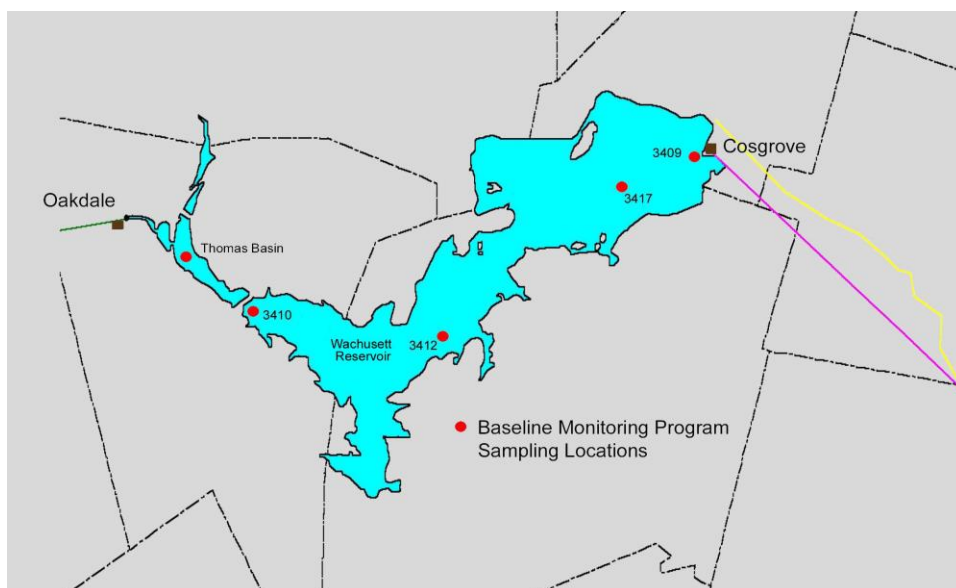 Cosgrove
3409
3417
Oakdale
Thomas Basin
3410
Wachusett
Reservoir
3412
Baseline Monitoring Program
Sampling Locations